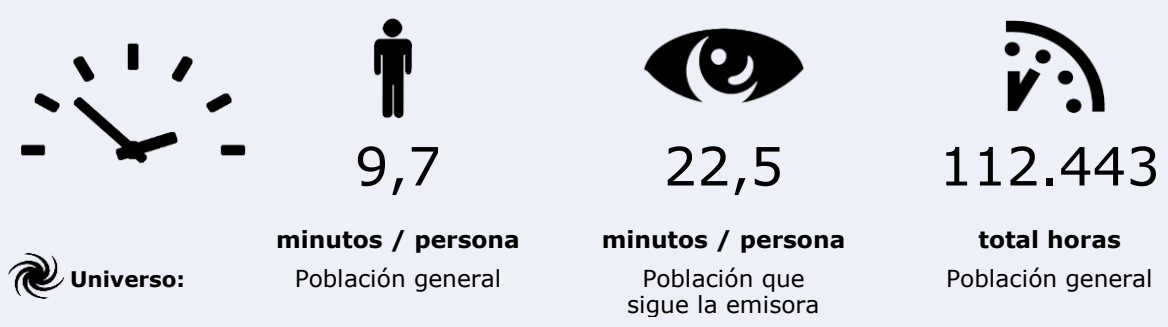 9,7
22,5
112.443
minutos / persona
minutos / persona
total horas
Universo:
Población general
Población que
sigue la emisora
Población general